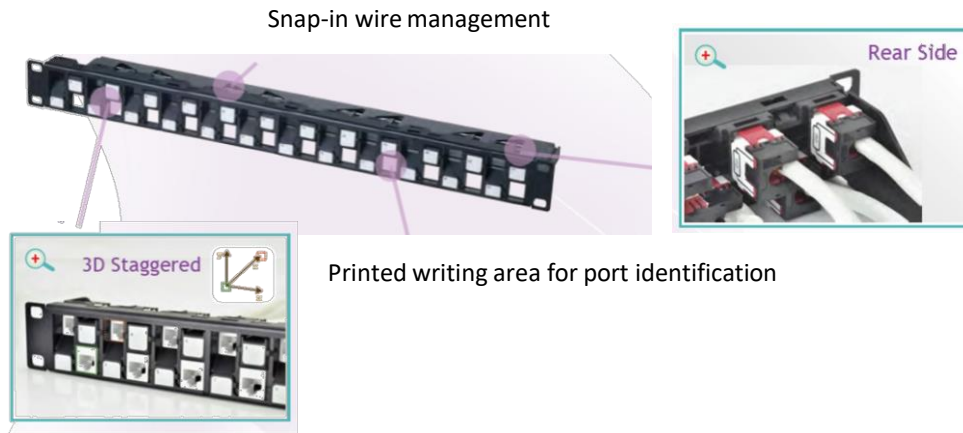 Snap-in wire management
Rear Side
3D Staggered
Printed writing area for port identification